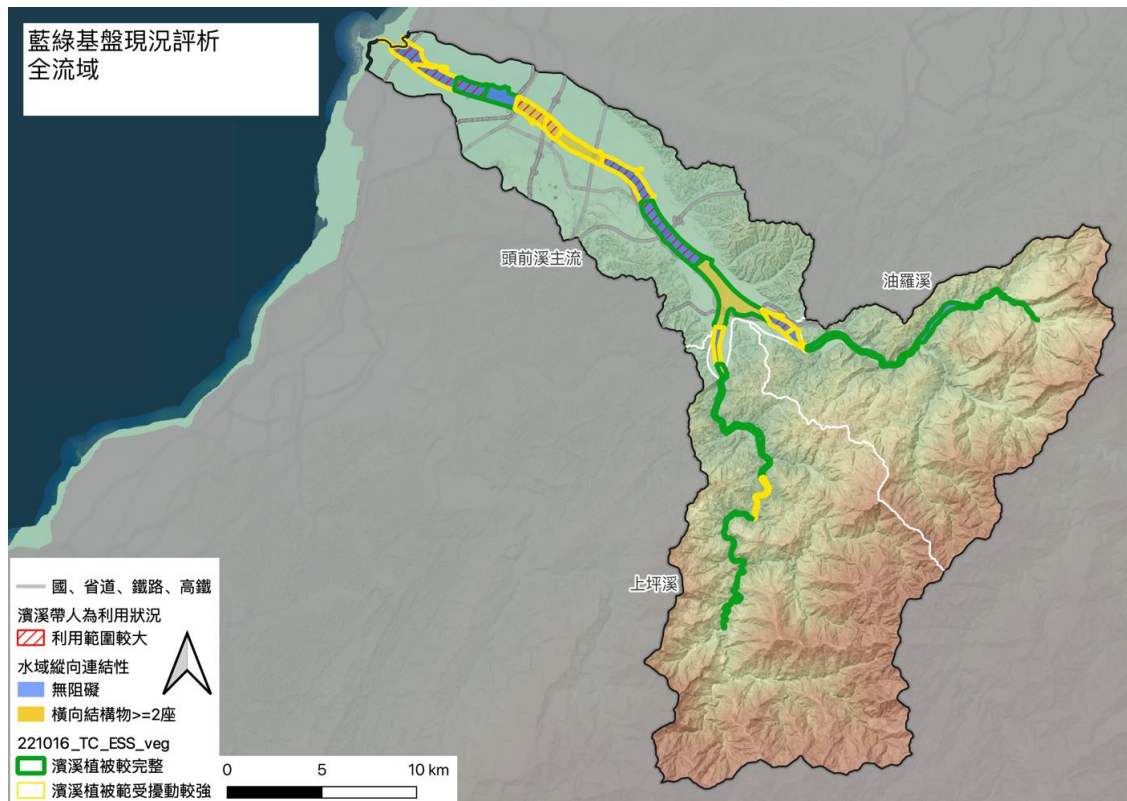 藍綠基盤現況評析
全流域
頭前溪主流
油羅溪
上坪溪
國、省道、鐵路、高鐵
濱溪帶人為利用狀況
利用範圍較大
水域縱向連結性
無阻礙
橫向結構物>=2座
221016_TC_ESS_veg
濱溪植被較完整
濱溪植被範受擾動較強
0 5 10 km